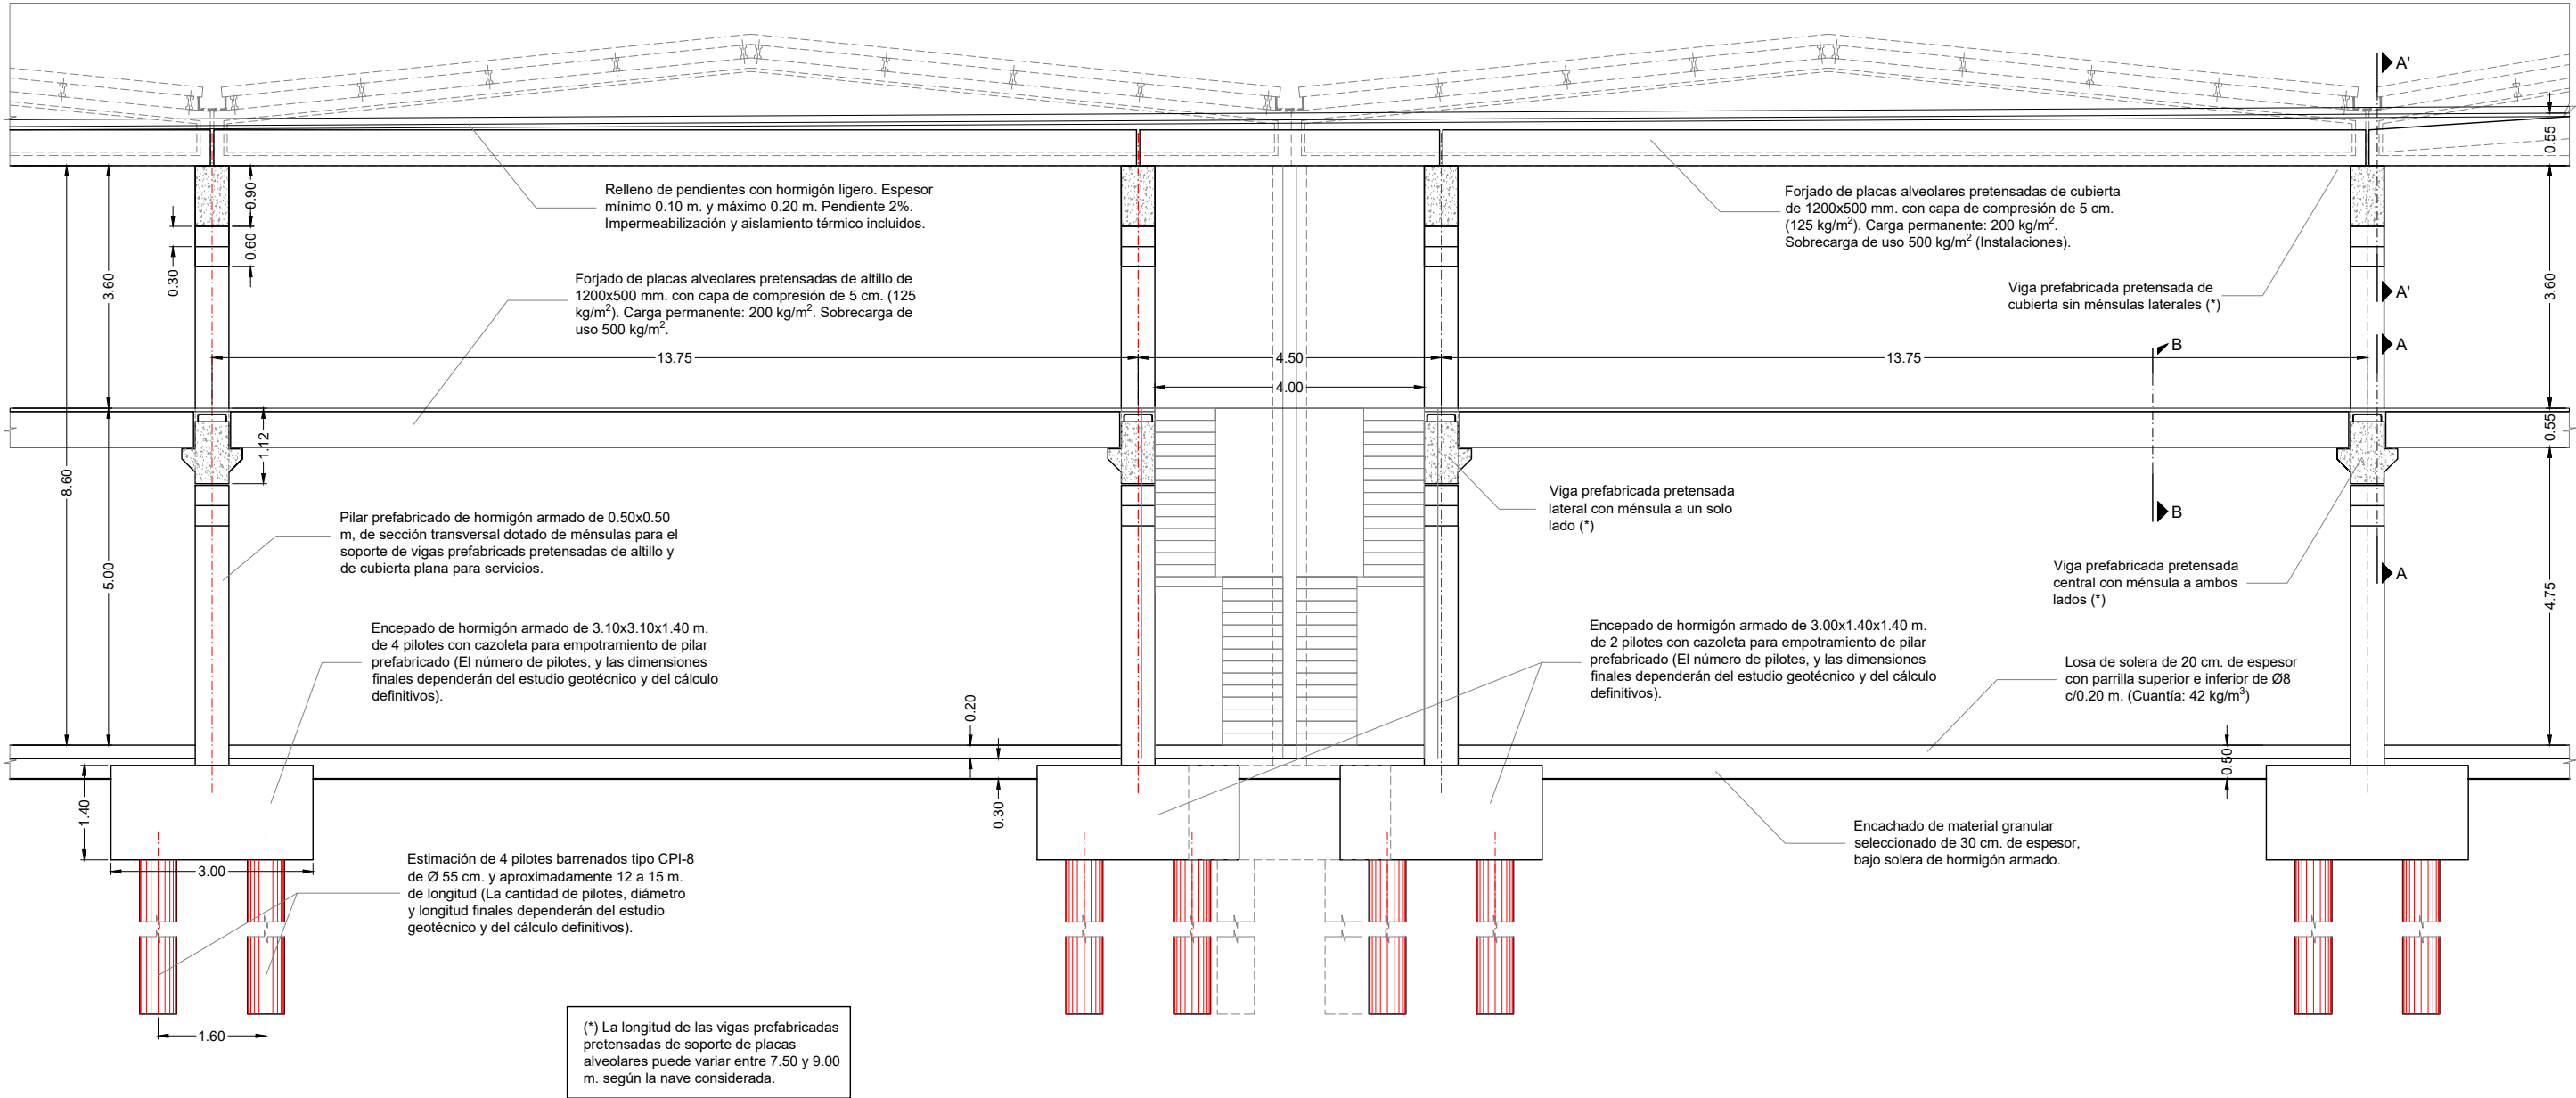 A'
0.55
0.90
Relleno de pendientes con hormigón ligero. Espesor
mínimo 0.10 m. y máximo 0.20 m. Pendiente 2%.
Impermeabilización y aislamiento térmico incluidos.
Forjado de placas alveolares pretensadas de cubierta
de 1200x500 mm. con capa de compresión de 5 cm.
(125 kg/m²). Carga permanente: 200 kg/m².
Sobrecarga de uso 500 kg/m² (Instalaciones).
0.60
0.30
3.60
Forjado de placas alveolares pretensadas de altillo de
1200x500 mm. con capa de compresión de 5 cm. (125
kg/m²). Carga permanente: 200 kg/m². Sobrecarga de
uso 500 kg/m².
Viga prefabricada pretensada de
cubierta sin ménsulas laterales (*)
A'
3.60
13.75
4.50
13.75
B
A
4.00
1.12
0.55
8.60
Viga prefabricada pretensada
lateral con ménsula a un solo
lado (*)
B
Pilar prefabricado de hormigón armado de 0.50x0.50
m, de sección transversal dotado de ménsulas para el
soporte de vigas prefabricads pretensadas de altillo y
de cubierta plana para servicios.
5.00
Viga prefabricada pretensada
central con ménsula a ambos
lados (*)
A
4.75
Encepado de hormigón armado de 3.10x3.10x1.40 m.
de 4 pilotes con cazoleta para empotramiento de pilar
prefabricado (El número de pilotes, y las dimensiones
finales dependerán del estudio geotécnico y del cálculo
definitivos).
Encepado de hormigón armado de 3.00x1.40x1.40 m.
de 2 pilotes con cazoleta para empotramiento de pilar
prefabricado (El número de pilotes, y las dimensiones
finales dependerán del estudio geotécnico y del cálculo
definitivos).
Losa de solera de 20 cm. de espesor
con parrilla superior e inferior de Ø8
c/0.20 m. (Cuantía: 42 kg/m³)
0.20
0.50
1.40
0.30
Encachado de material granular
seleccionado de 30 cm. de espesor,
bajo solera de hormigón armado.
3.00
Estimación de 4 pilotes barrenados tipo CPI-8
de Ø 55 cm. y aproximadamente 12 a 15 m.
de longitud (La cantidad de pilotes, diámetro
y longitud finales dependerán del estudio
geotécnico y del cálculo definitivos).
1.60
(*) La longitud de las vigas prefabricadas
pretensadas de soporte de placas
alveolares puede variar entre 7.50 y 9.00
m. según la nave considerada.